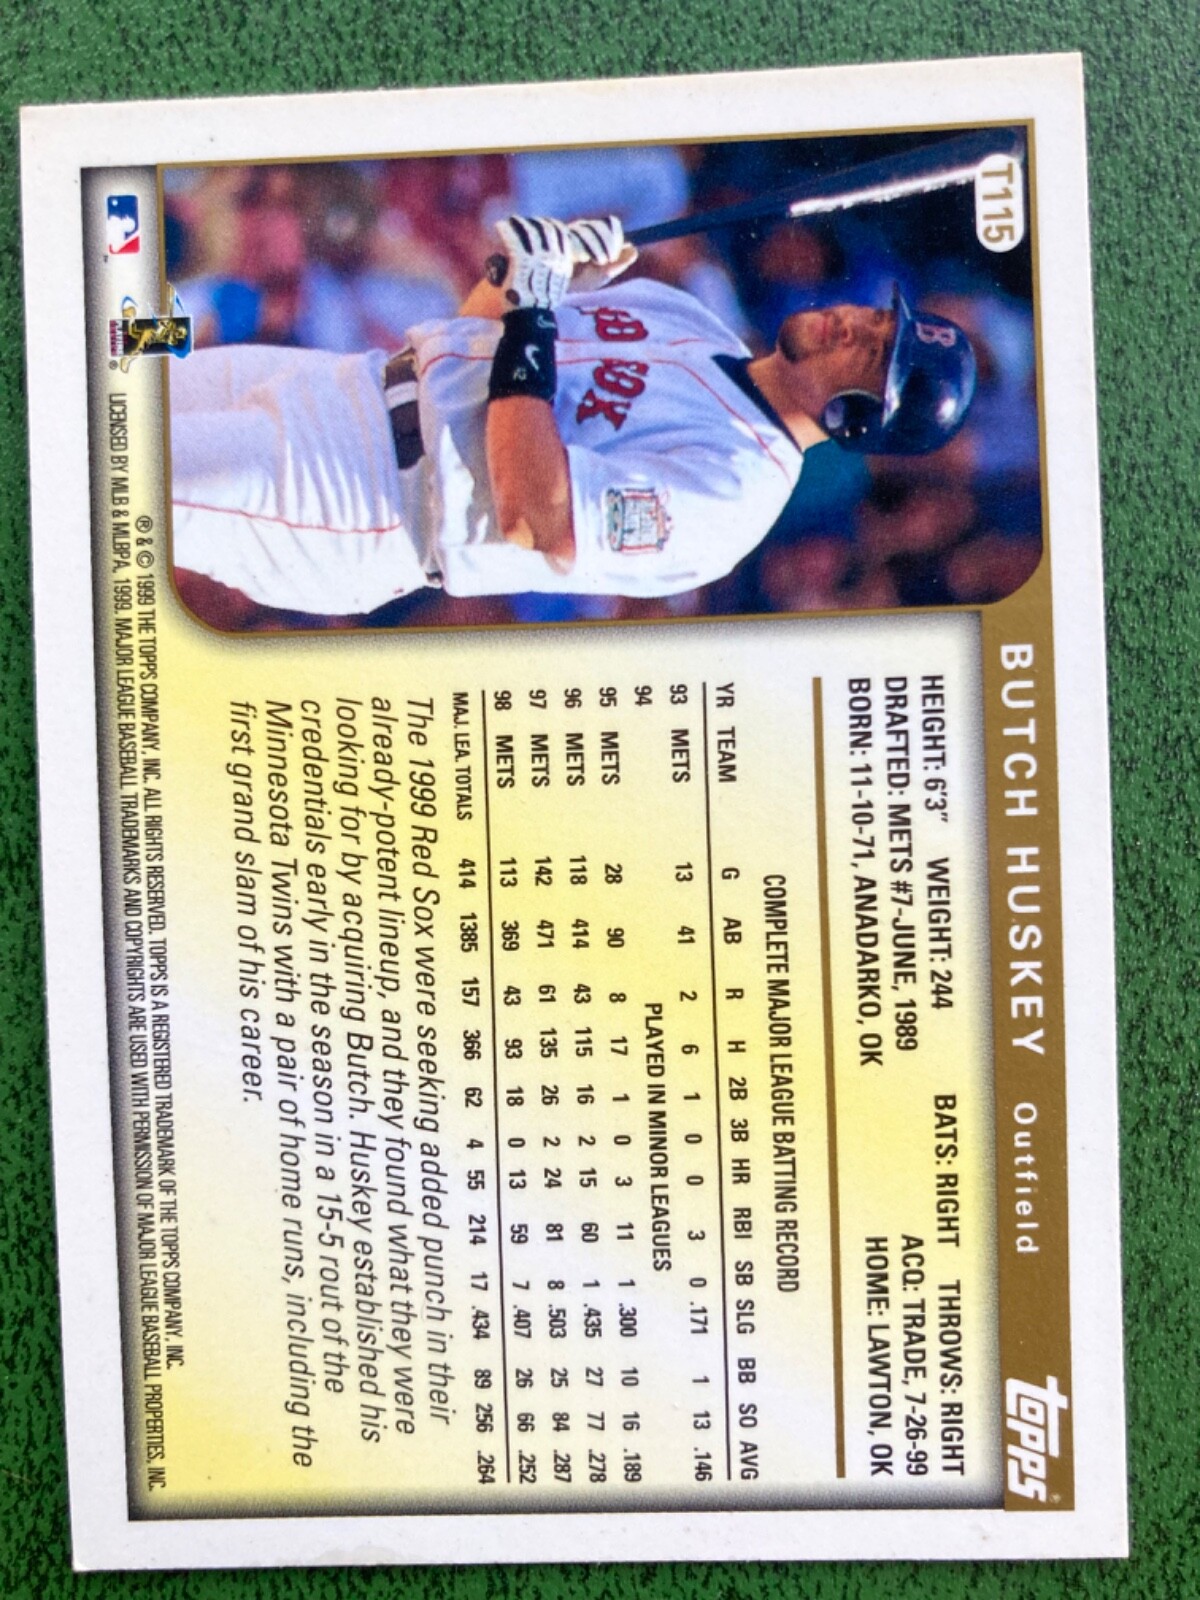 T115
BUTCH HUSKEY Outfield
topps®
HEIGHT: 6'3" WEIGHT: 244 BATS: RIGHT THROWS: RIGHT
DRAFTED: METS #7-JUNE, 1989 ACQ: TRADE, 7-26-99
BORN: 11-10-71, ANADARKO, OK HOME: LAWTON, OK
COMPLETE MAJOR LEAGUE BATTING RECORD
YR TEAM G AB R H 2B 3B HR RBI SB SLG BB SO AVG
93 METS 13 41 2 6 1 0 0 3 0 .171 1 13 .146
94 PLAYED IN MINOR LEAGUES
95 METS 28 90 8 17 1 0 3 11 1 .300 10 16 .189
96 METS 118 414 43 115 16 2 15 60 1 .435 27 77 .278
97 METS 142 471 61 135 26 2 24 81 8 .503 25 84 .287
98 METS 113 369 43 93 18 0 13 59 7 .407 26 66 .252
MAJ. LEA. TOTALS 414 1385 157 366 62 4 55 214 17 .434 89 256 .264
The 1999 Red Sox were seeking added punch in their
already-potent lineup, and they found what they were
looking for by acquiring Butch. Huskey established his
credentials early in the season in a 15-5 rout of the
Minnesota Twins with a pair of home runs, including the
first grand slam of his career.
® & © 1999 THE TOPPS COMPANY, INC. ALL RIGHTS RESERVED. TOPPS IS A REGISTERED TRADEMARK OF THE TOPPS COMPANY, INC.
LICENSED BY MLB & MLBPA, 1999. MAJOR LEAGUE BASEBALL TRADEMARKS AND COPYRIGHTS ARE USED WITH PERMISSION OF MAJOR LEAGUE BASEBALL PROPERTIES, INC.
RED SOX
B
42